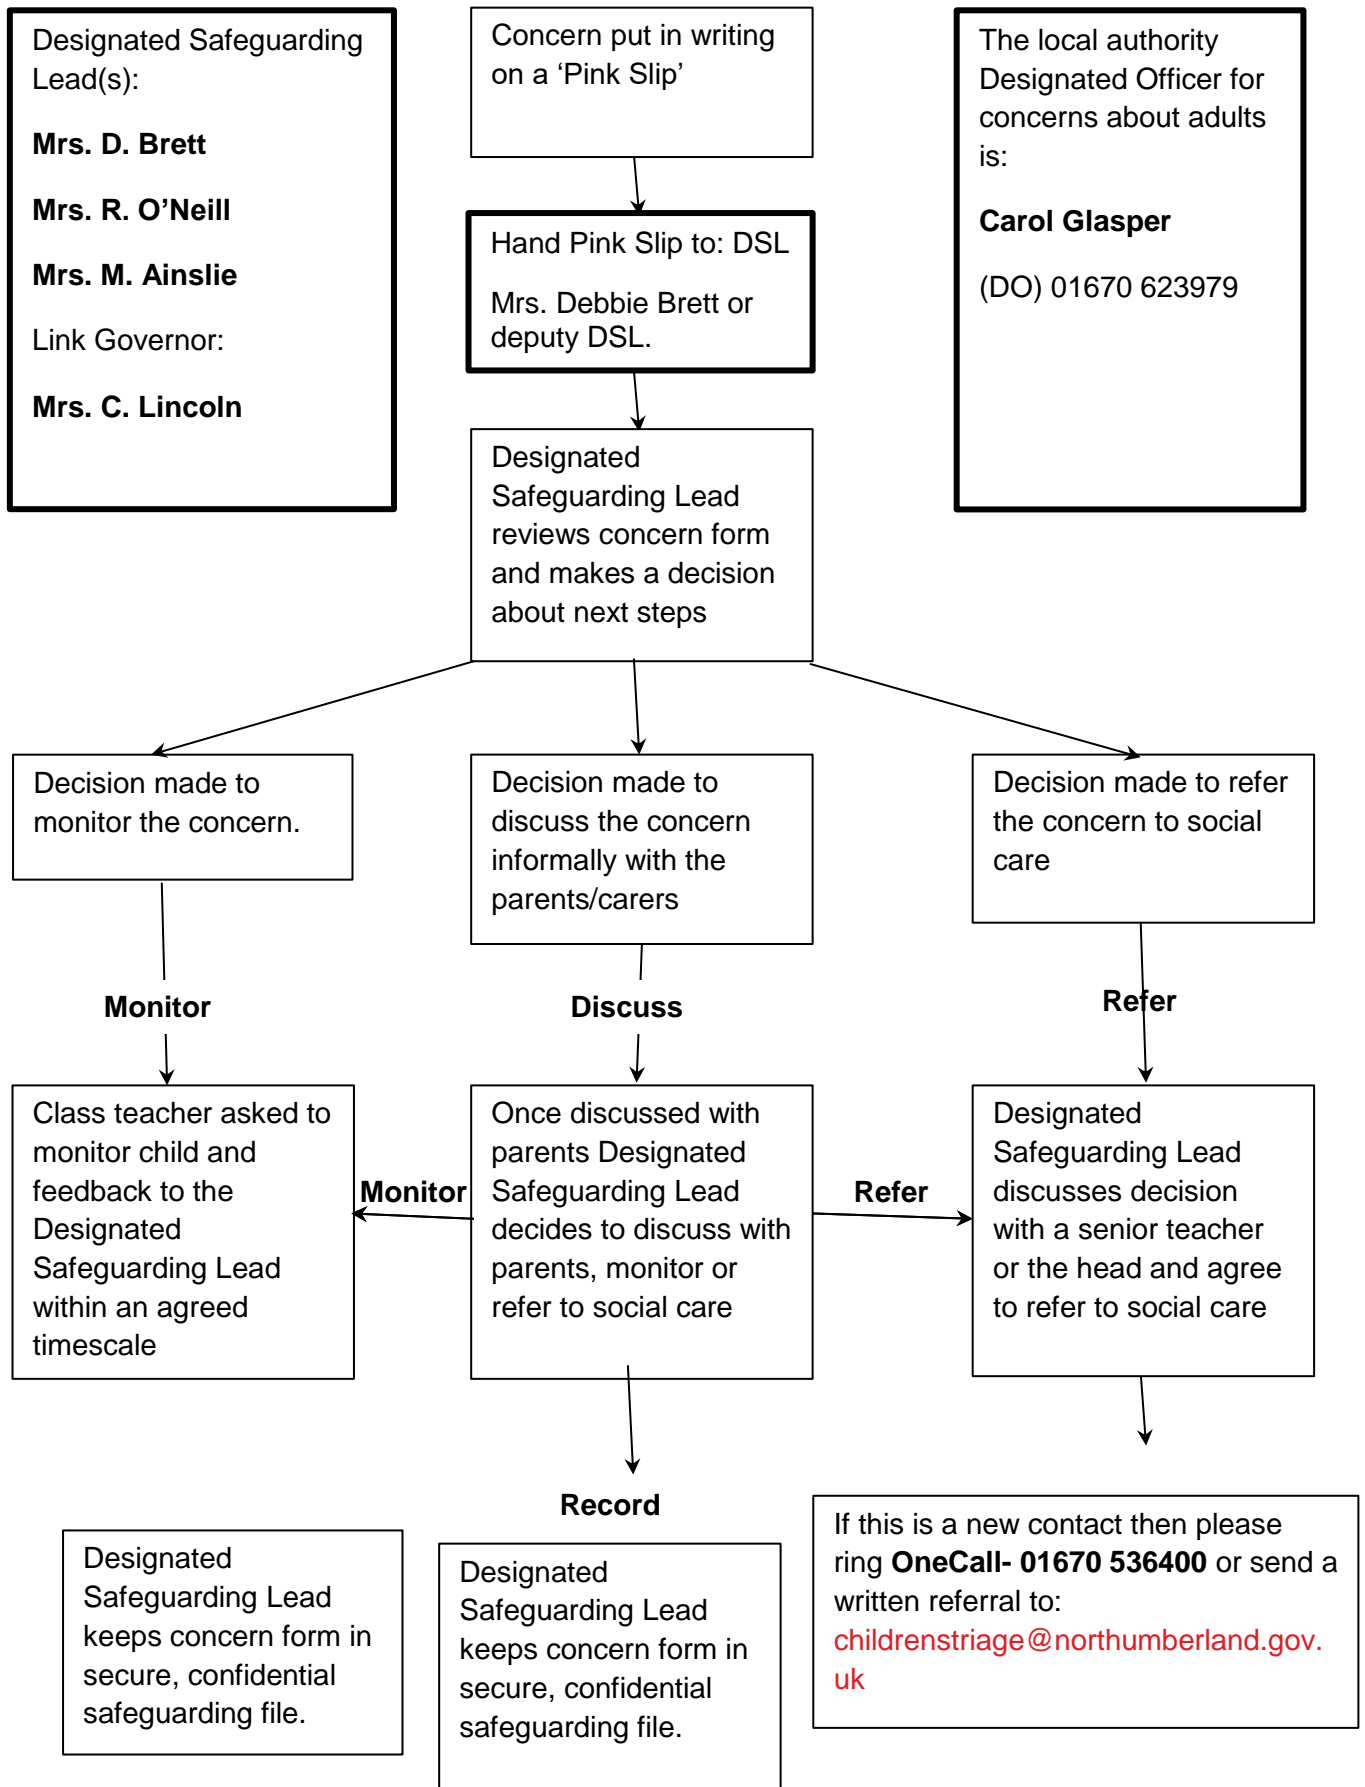 Designated Safeguarding
Lead(s):
Mrs. D. Brett
Mrs. R. O’Neill
Mrs. M. Ainslie
Link Governor:
Mrs. C. Lincoln
Concern put in writing
on a ‘Pink Slip’
The local authority
Designated Officer for
concerns about adults
is:
Carol Glasper
(DO) 01670 623979
Hand Pink Slip to: DSL
Mrs. Debbie Brett or
deputy DSL.
Designated
Safeguarding Lead
reviews concern form
and makes a decision
about next steps
Decision made to
monitor the concern.
Decision made to
discuss the concern
informally with the
parents/carers
Decision made to refer
the concern to social
care
Monitor
Discuss
Refer
Class teacher asked to
monitor child and
feedback to the
Designated
Safeguarding Lead
within an agreed
timescale
Monitor
Once discussed with
parents Designated
Safeguarding Lead
decides to discuss with
parents, monitor or
refer to social care
Refer
Designated
Safeguarding Lead
discusses decision
with a senior teacher
or the head and agree
to refer to social care
Record
Designated
Safeguarding Lead
keeps concern form in
secure, confidential
safeguarding file.
Designated
Safeguarding Lead
keeps concern form in
secure, confidential
safeguarding file.
If this is a new contact then please
ring OneCall- 01670 536400 or send a
written referral to:
childrenstriage@northumberland.gov.
uk